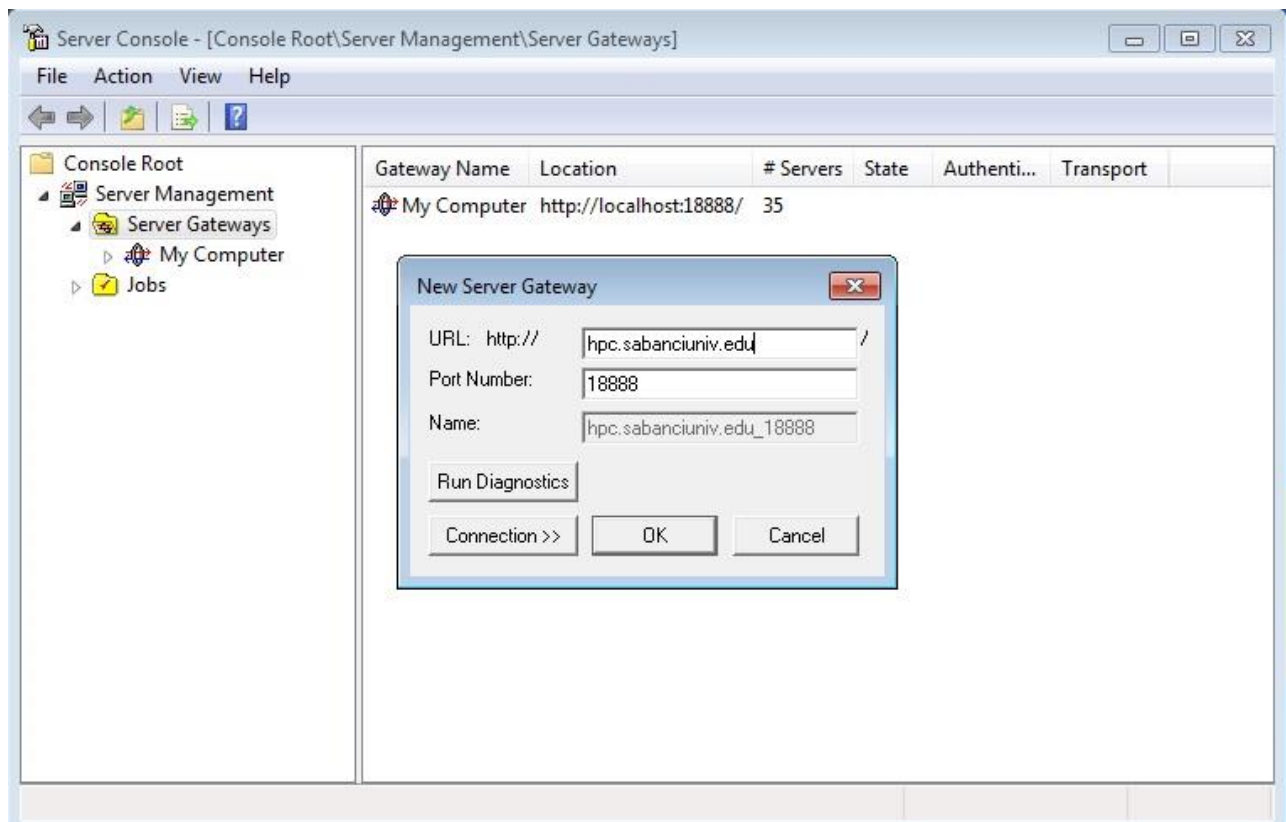 Server Console - [Console Root\Server Management\Server Gateways]
File Action View Help
Console Root
Server Management
Server Gateways
My Computer
Jobs
Gateway Name Location # Servers State Authenti... Transport
My Computer http://localhost:18888/ 35
New Server Gateway
URL: http:// hpc.sabanciuniv.edu /
Port Number: 18888
Name: hpc.sabanciuniv.edu_18888
Run Diagnostics
Connection >> OK Cancel